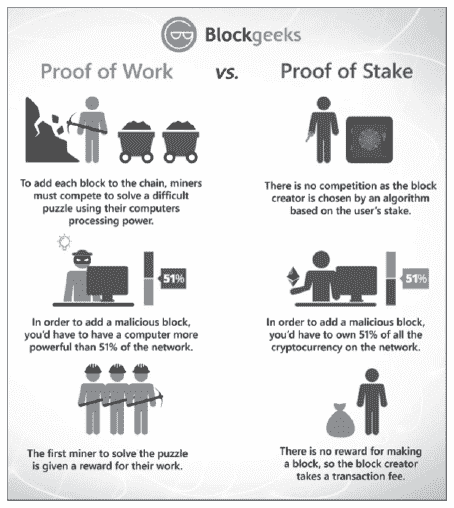 Blockgeeks
Proof of Work vs. Proof of Stake
To add each block to the chain, miners
must compete to solve a difficult
puzzle using their computers
processing power.
There is no competition as the block
creator is chosen by an algorithm
based on the user's stake.
51%
51%
In order to add a malicious block,
you'd have to have a computer more
powerful than 51% of the network.
In order to add a malicious block,
you'd have to own 51% of all the
cryptocurrency on the network.
The first miner to solve the puzzle
is given a reward for their work.
There is no reward for making
a block, so the block creator
takes a transaction fee.